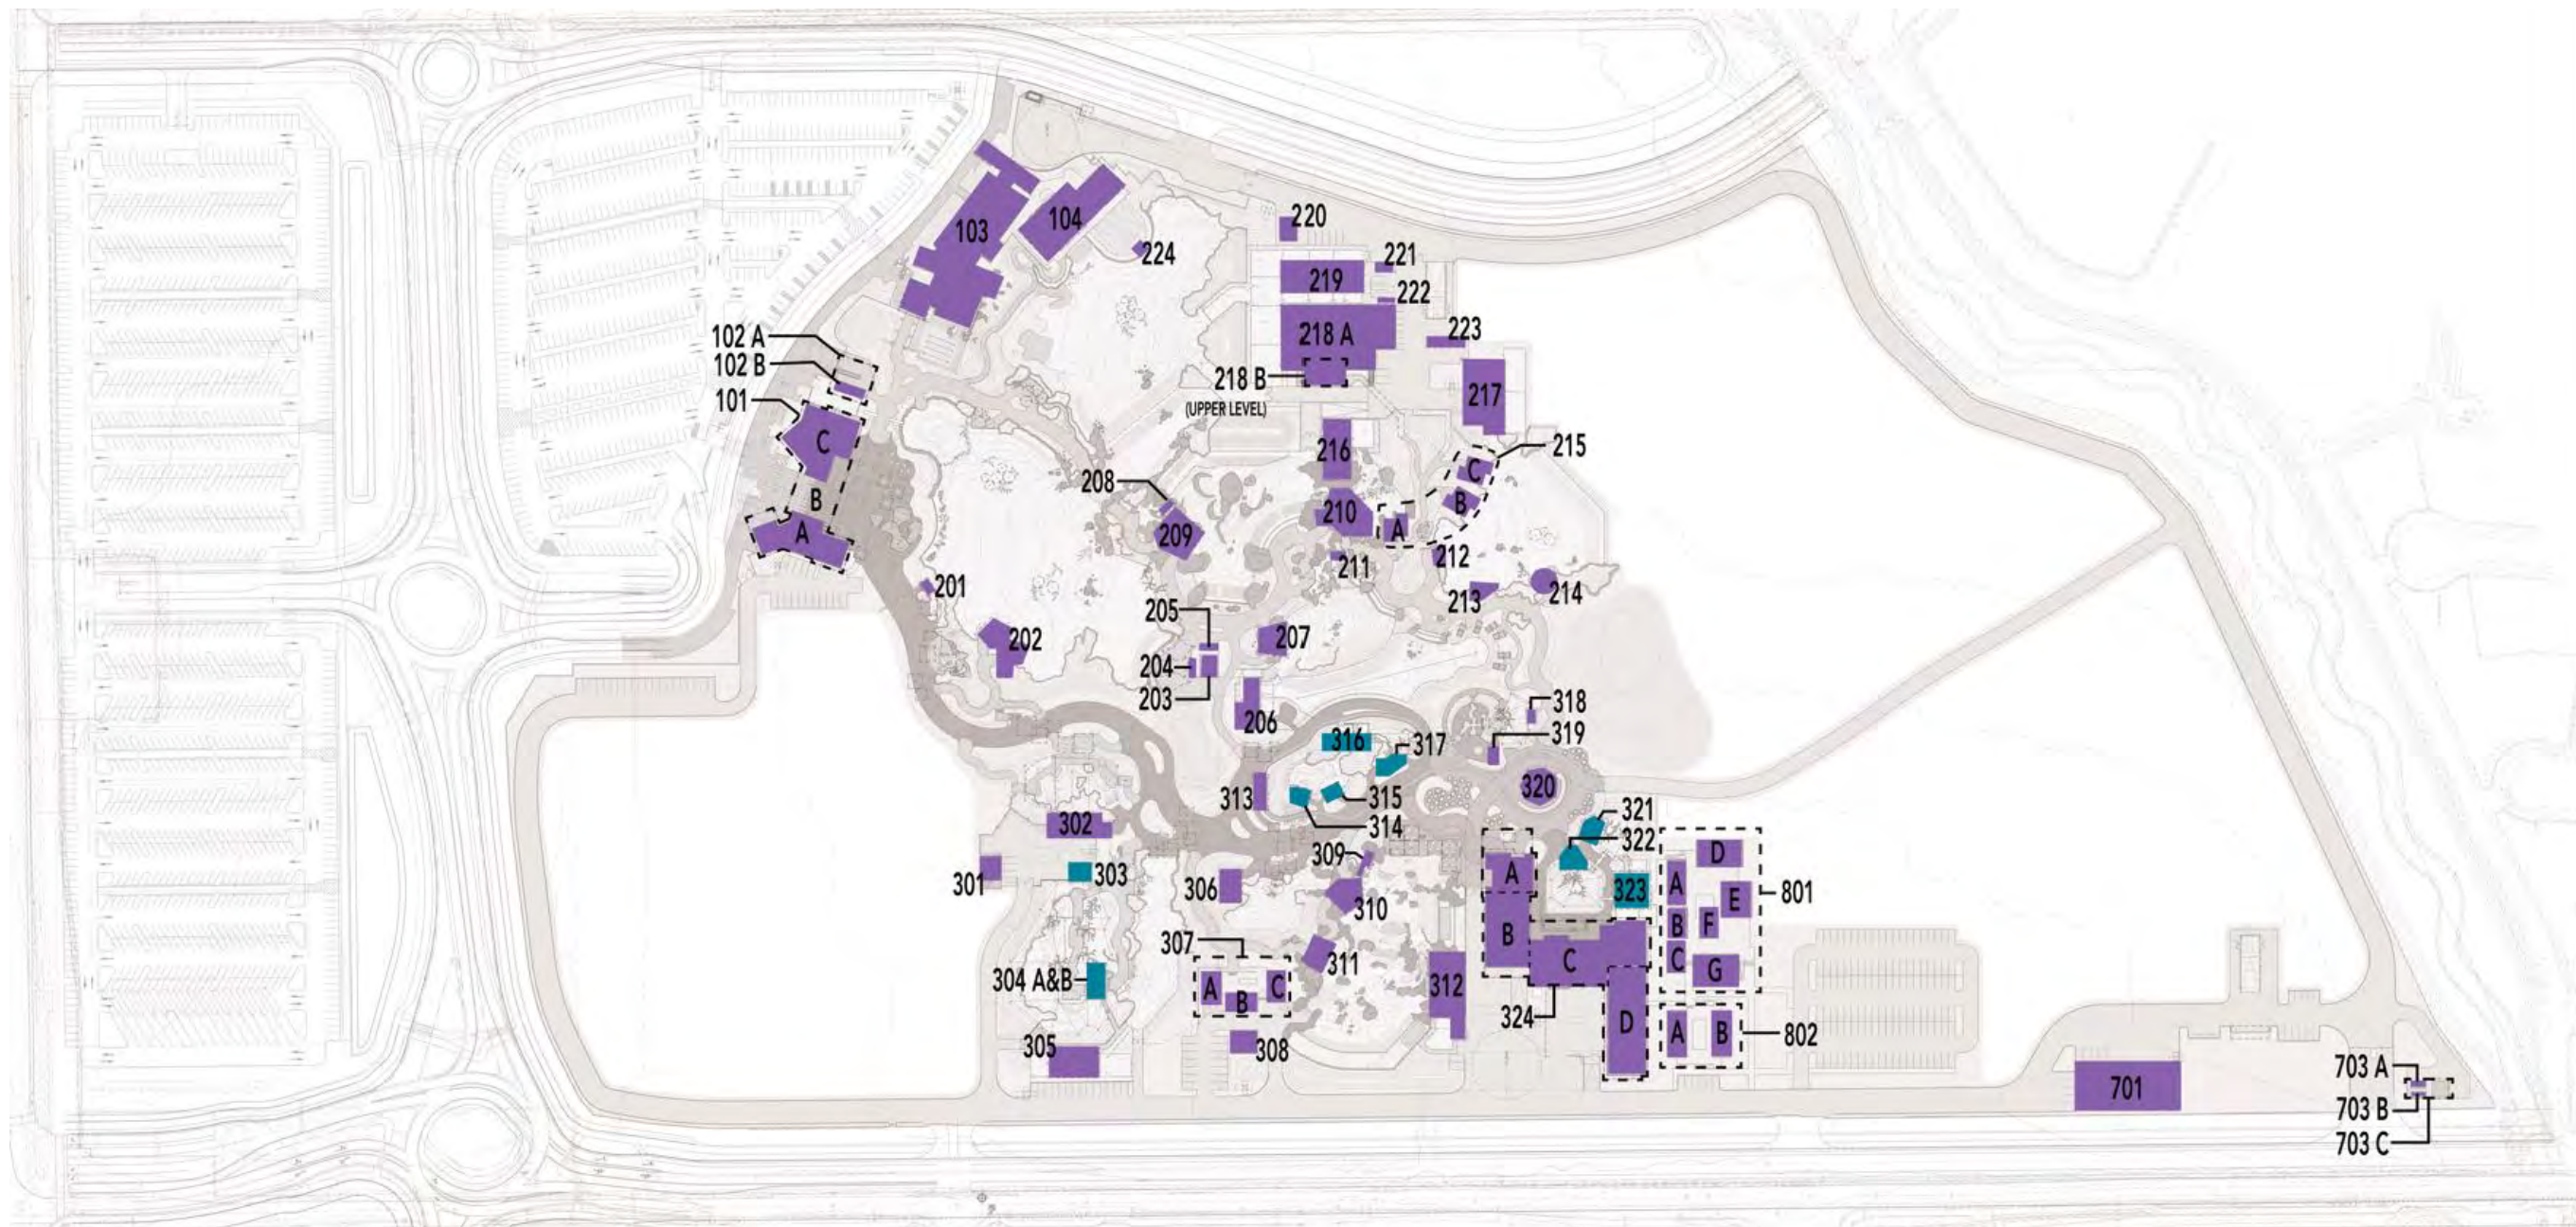 103
104
224
220
221
219
222
102 A
102 B
101
C
B
A
218 A
223
218 B
(UPPER LEVEL)
217
216
215
C
B
A
208
209
210
211
212
213
214
201
202
205
204
203
207
206
318
319
316
317
313
315
314
320
321
322
323
302
301
303
309
306
310
307
A
B
C
311
312
304 A&B
305
308
A
B
C
D
324
D
A
E
B
F
C
G
801
A
B
802
701
703 A
703 B
703 C